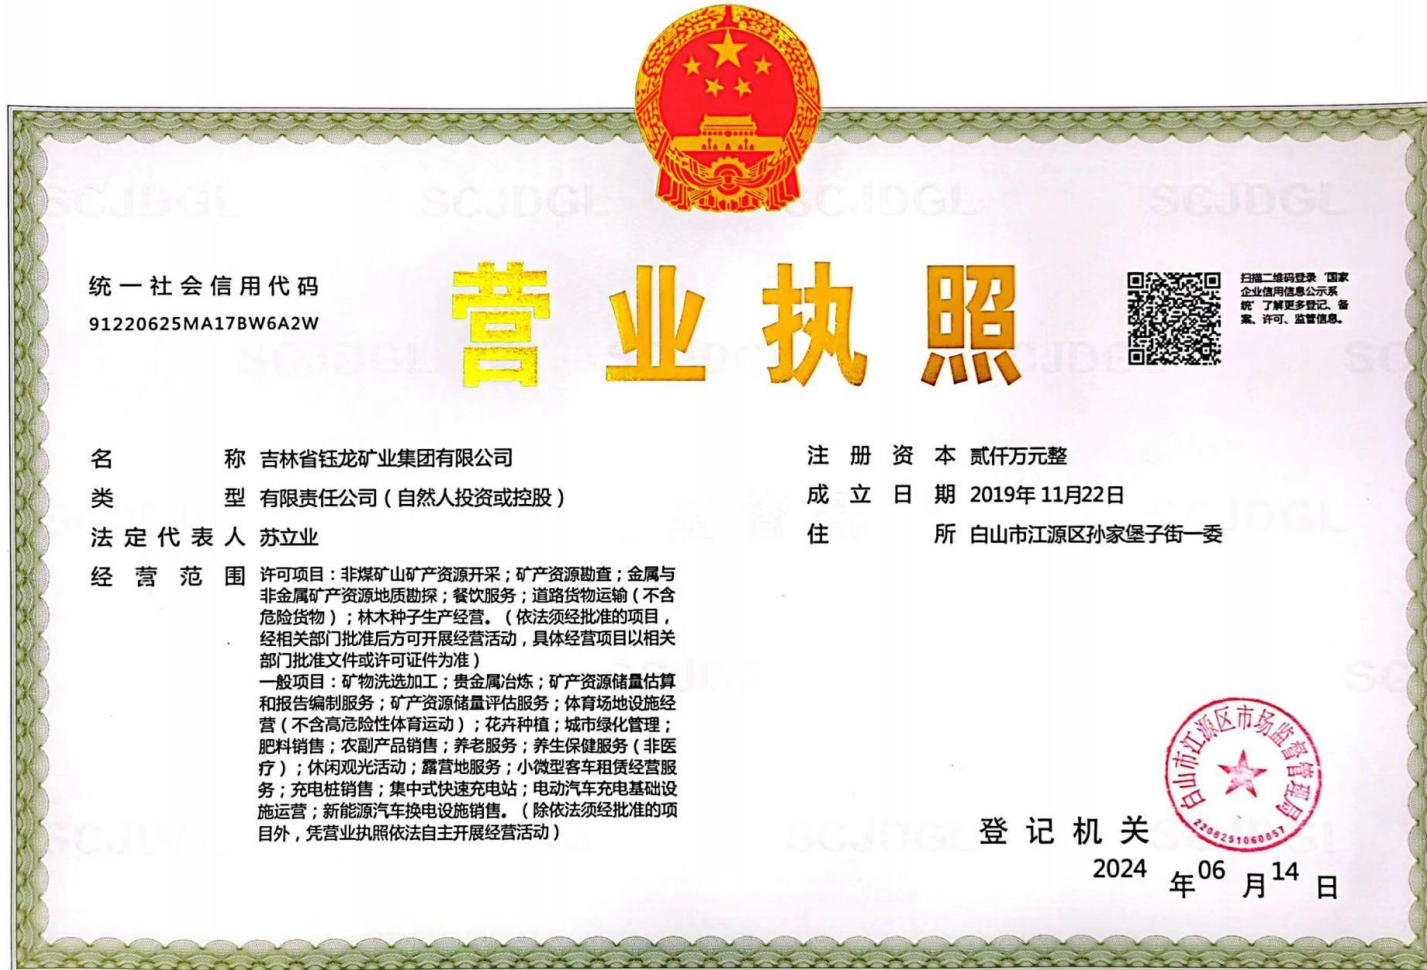 营业执照
统一社会信用代码
91220625MA17BW6A2W
扫描二维码登录‘国家
企业信用信息公示系
统’了解更多登记、备
案、许可、监管信息。
名称 吉林省钰龙矿业集团有限公司
类型 有限责任公司（自然人投资或控股）
法定代表人 苏立业
经营范围 许可项目：非煤矿山矿产资源开采；矿产资源勘查；金属与
非金属矿产资源地质勘探；餐饮服务；道路货物运输（不含
危险货物）；林木种子生产经营。（依法须经批准的项目，
经相关部门批准后方可开展经营活动，具体经营项目以相关
部门批准文件或许可证件为准）
一般项目：矿物洗选加工；贵金属冶炼；矿产资源储量估算
和报告编制服务；矿产资源储量评估服务；体育场地设施经
营（不含高危险性体育运动）；花卉种植；城市绿化管理；
肥料销售；农副产品销售；养老服务；养生保健服务（非医
疗）；休闲观光活动；露营地服务；小微型客车租赁经营服
务；充电桩销售；集中式快速充电站；电动汽车充电基础设
施运营；新能源汽车换电设施销售。（除依法须经批准的项
目外，凭营业执照依法自主开展经营活动）
注册资本 贰仟万元整
成立日期 2019年11月22日
住所 白山市江源区孙家堡子街一委
白山市江源区市场监督管理局
2208251060857
登记机关
2024年06月14日
SCJDGL